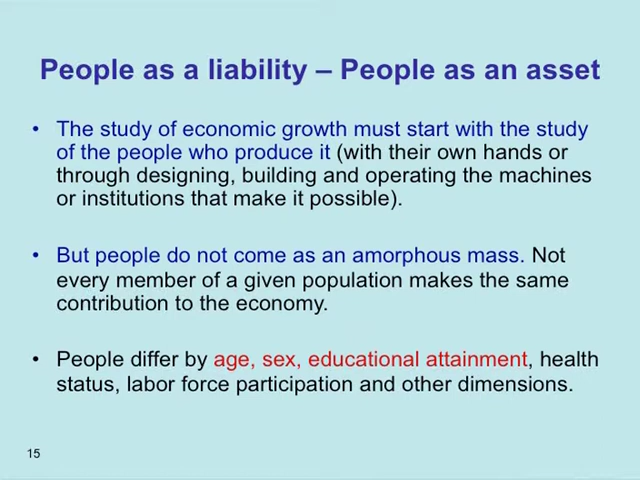 People as a liability – People as an asset
• The study of economic growth must start with the study
of the people who produce it (with their own hands or
through designing, building and operating the machines
or institutions that make it possible).
• But people do not come as an amorphous mass. Not
every member of a given population makes the same
contribution to the economy.
• People differ by age, sex, educational attainment, health
status, labor force participation and other dimensions.
15